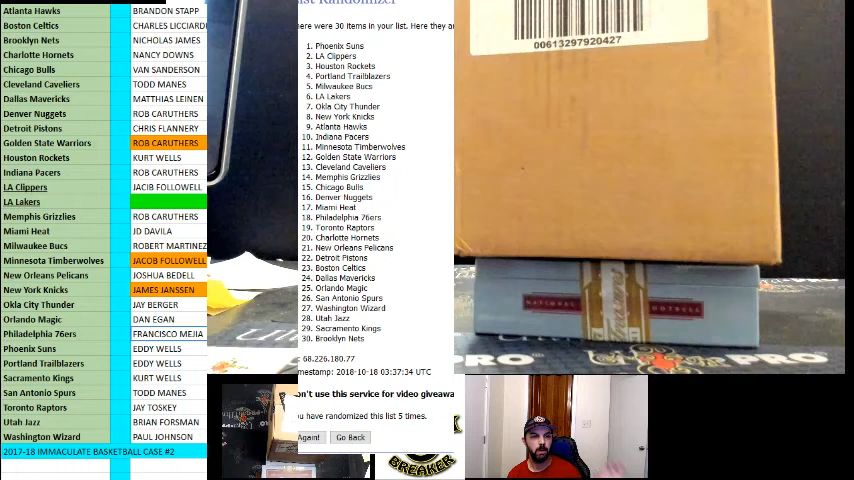 Atlanta Hawks BRANDON STAPP
Boston Celtics CHARLES LICCIARDI
Brooklyn Nets NICHOLAS JAMES
Charlotte Hornets NANCY DOWNS
Chicago Bulls VAN SANDERSON
Cleveland Caveliers TODD MANES
Dallas Mavericks MATTHIAS LEINEN
Denver Nuggets ROB CARUTHERS
Detroit Pistons CHRIS FLANNERY
Golden State Warriors ROB CARUTHERS
Houston Rockets KURT WELLS
Indiana Pacers ROB CARUTHERS
LA Clippers JACIB FOLLOWELL
LA Lakers
Memphis Grizzlies ROB CARUTHERS
Miami Heat JD DAVILA
Milwaukee Bucs ROBERT MARTINEZ
Minnesota Timberwolves JACOB FOLLOWELL
New Orleans Pelicans JOSHUA BEDELL
New York Knicks JAMES JANSSEN
Okla City Thunder JAY BERGER
Orlando Magic DAN EGAN
Philadelphia 76ers FRANCISCO MEJIA
Phoenix Suns EDDY WELLS
Portland Trailblazers EDDY WELLS
Sacramento Kings KURT WELLS
San Antonio Spurs TODD MANES
Toronto Raptors JAY TOSKEY
Utah Jazz BRIAN FORSMAN
Washington Wizard PAUL JOHNSON
2017-18 IMMACULATE BASKETBALL CASE #2
List Randomizer
here were 30 items in your list. Here they ar
1. Phoenix Suns
2. LA Clippers
3. Houston Rockets
4. Portland Trailblazers
5. Milwaukee Bucs
6. LA Lakers
7. Okla City Thunder
8. New York Knicks
9. Atlanta Hawks
10. Indiana Pacers
11. Minnesota Timberwolves
12. Golden State Warriors
13. Cleveland Caveliers
14. Memphis Grizzlies
15. Chicago Bulls
16. Denver Nuggets
17. Miami Heat
18. Philadelphia 76ers
19. Toronto Raptors
20. Charlotte Hornets
21. New Orleans Pelicans
22. Detroit Pistons
23. Boston Celtics
24. Dallas Mavericks
25. Orlando Magic
26. San Antonio Spurs
27. Washington Wizard
28. Utah Jazz
29. Sacramento Kings
30. Brooklyn Nets
: 68.226.180.77
imestamp: 2018-10-18 03:37:34 UTC
on't use this service for video giveawa
ou have randomized this list 5 times.
Again! Go Back
00613297920427
NATIONAL
FOOTBALL
PRO
BREAKER